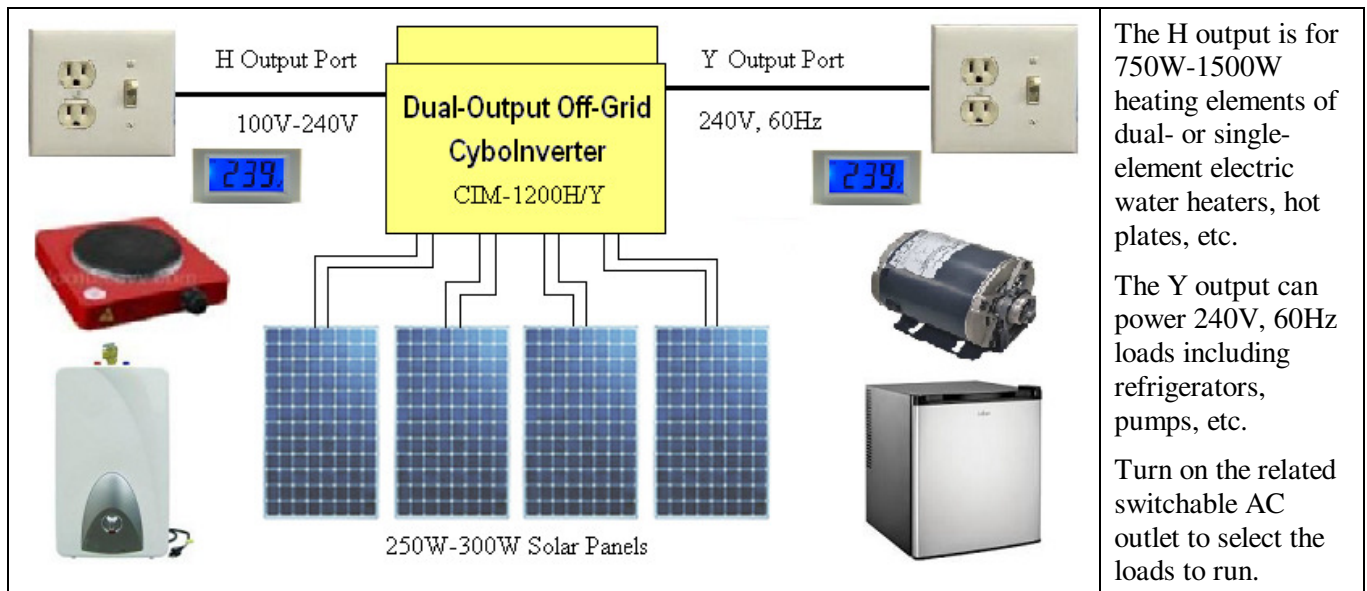 H Output Port
100V-240V
239.
Dual-Output Off-Grid
CyboInverter
CIM-1200H/Y
Y Output Port
240V, 60Hz
239.
250W-300W Solar Panels
The H output is for
750W-1500W
heating elements of
dual- or single-
element electric
water heaters, hot
plates, etc.
The Y output can
power 240V, 60Hz
loads including
refrigerators,
pumps, etc.
Turn on the related
switchable AC
outlet to select the
loads to run.